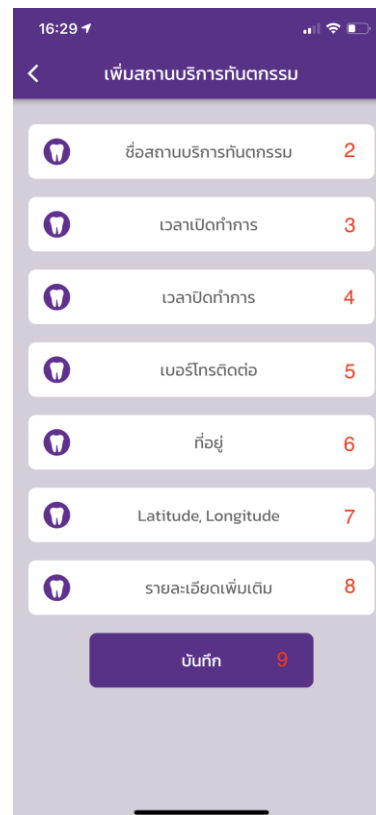 16:29
เพิ่มสถานบริการทันตกรรม
ชื่อสถานบริการทันตกรรม 2
เวลาเปิดทำการ 3
เวลาปิดทำการ 4
เบอร์โทรติดต่อ 5
ที่อยู่ 6
Latitude, Longitude 7
รายละเอียดเพิ่มเติม 8
บันทึก 9